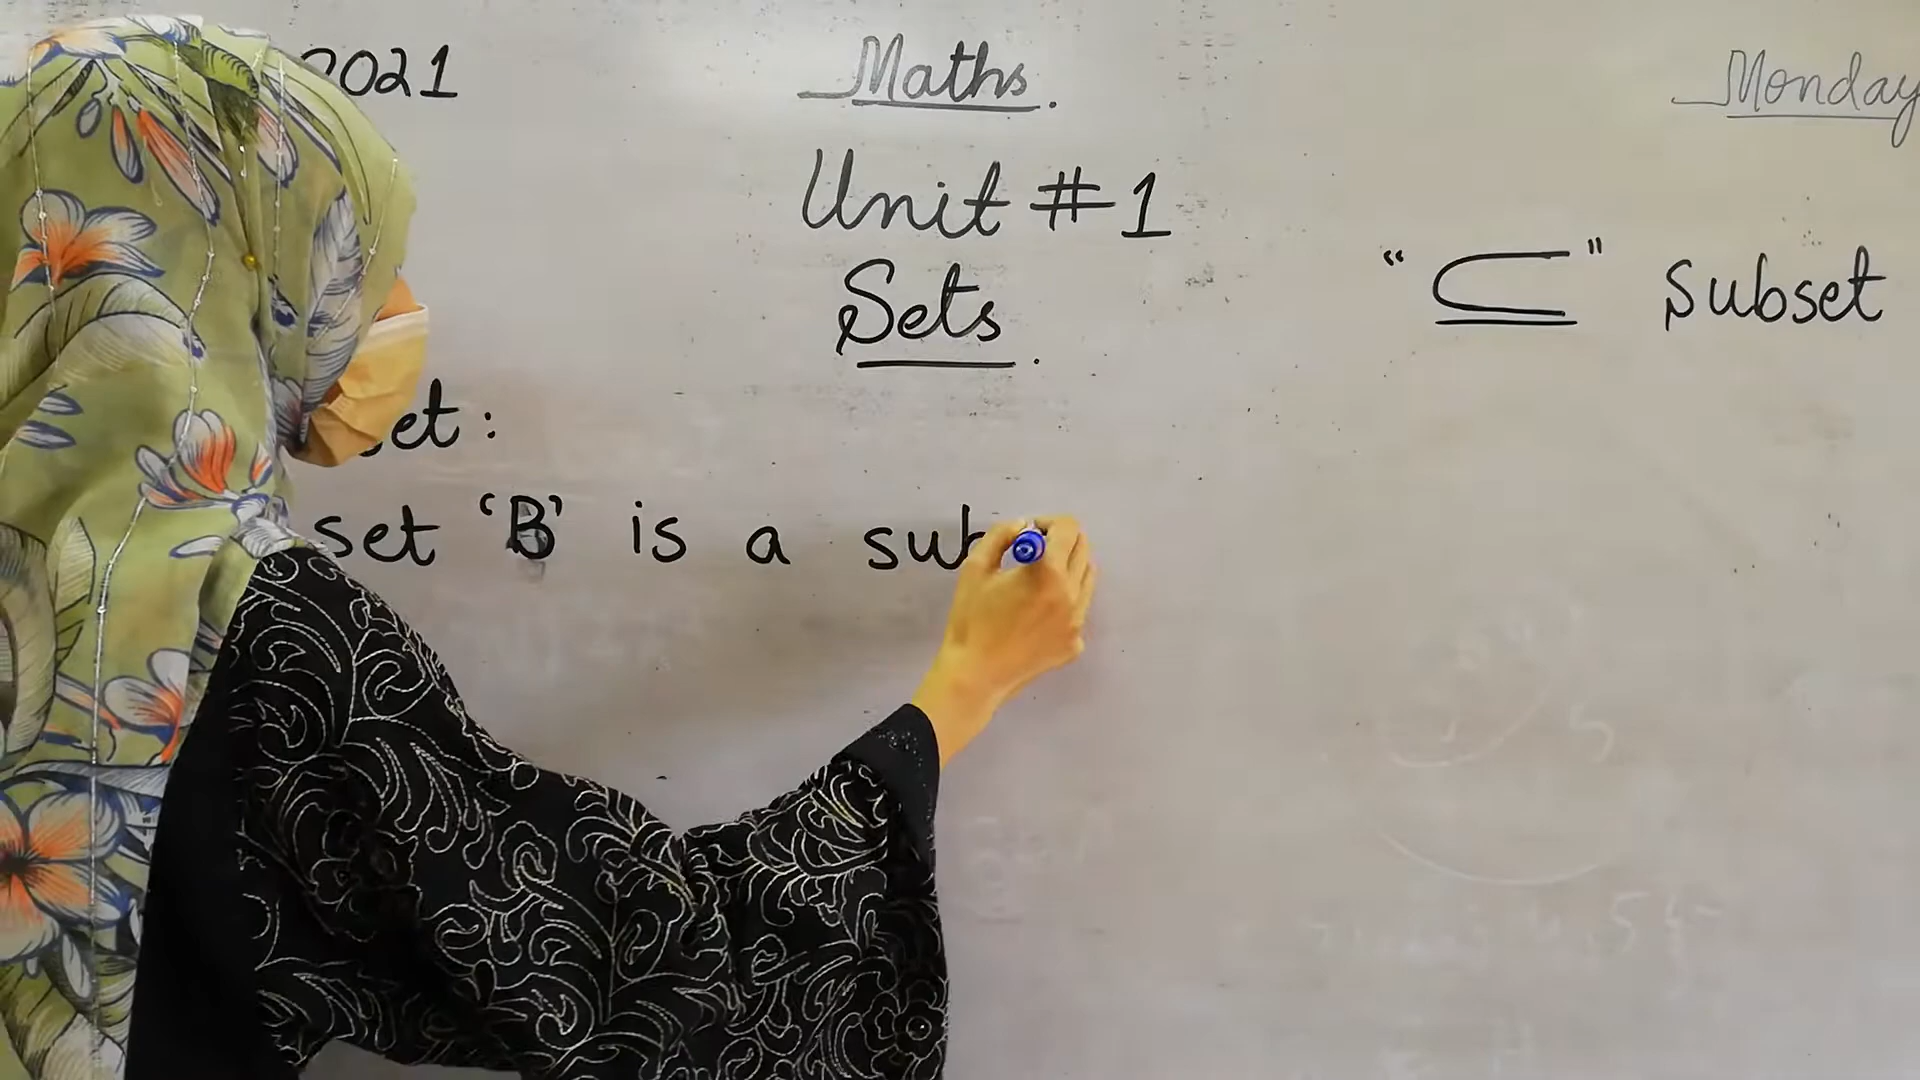 2021 Maths. Monday
Unit #1
Sets.
"⊆" Subset
et:
set 'B' is a sub